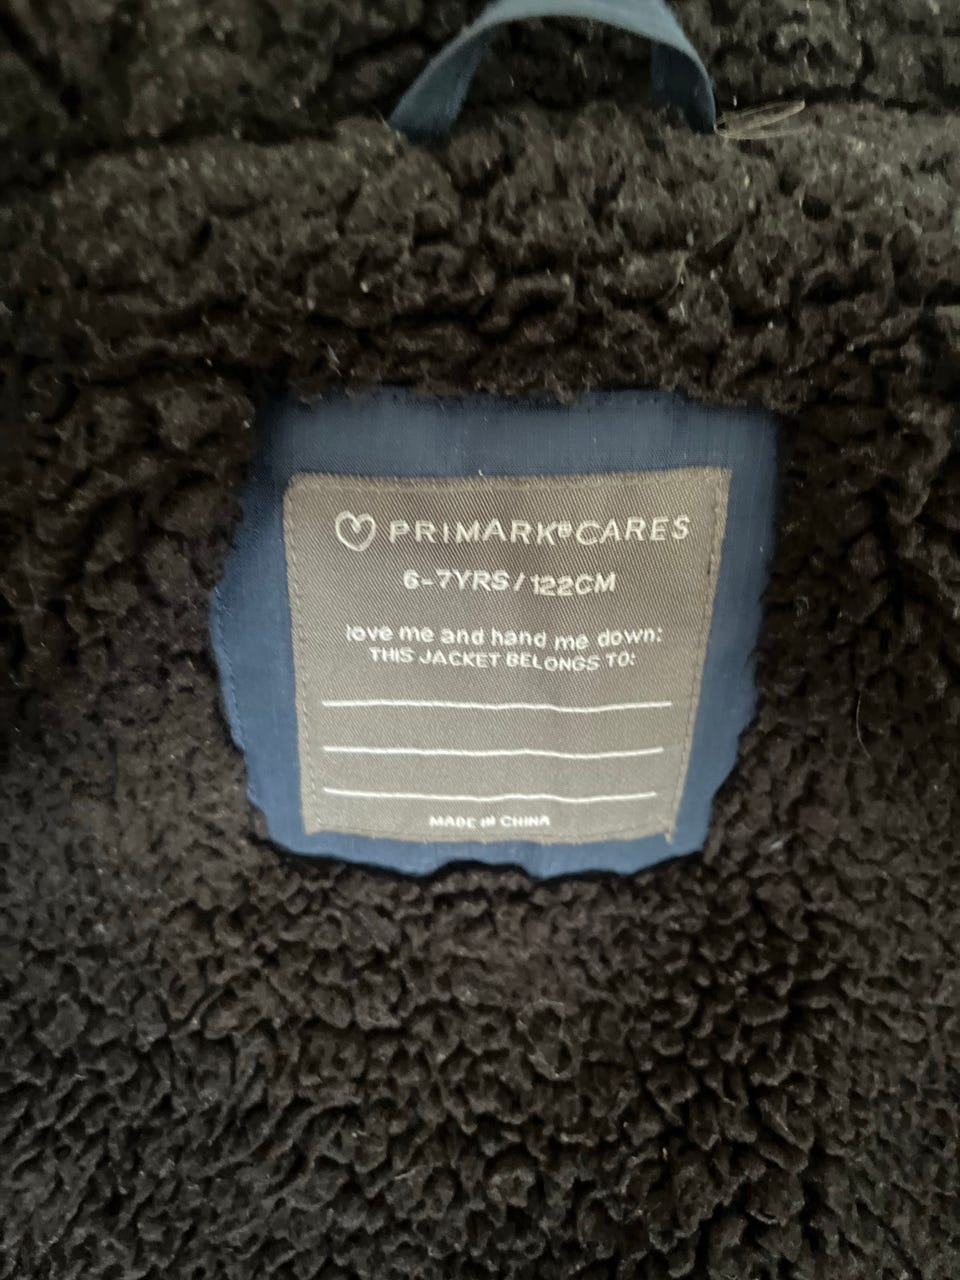 PRIMARK® CARES
6-7YRS / 122CM
love me and hand me down:
THIS JACKET BELONGS TO:
MADE IN CHINA